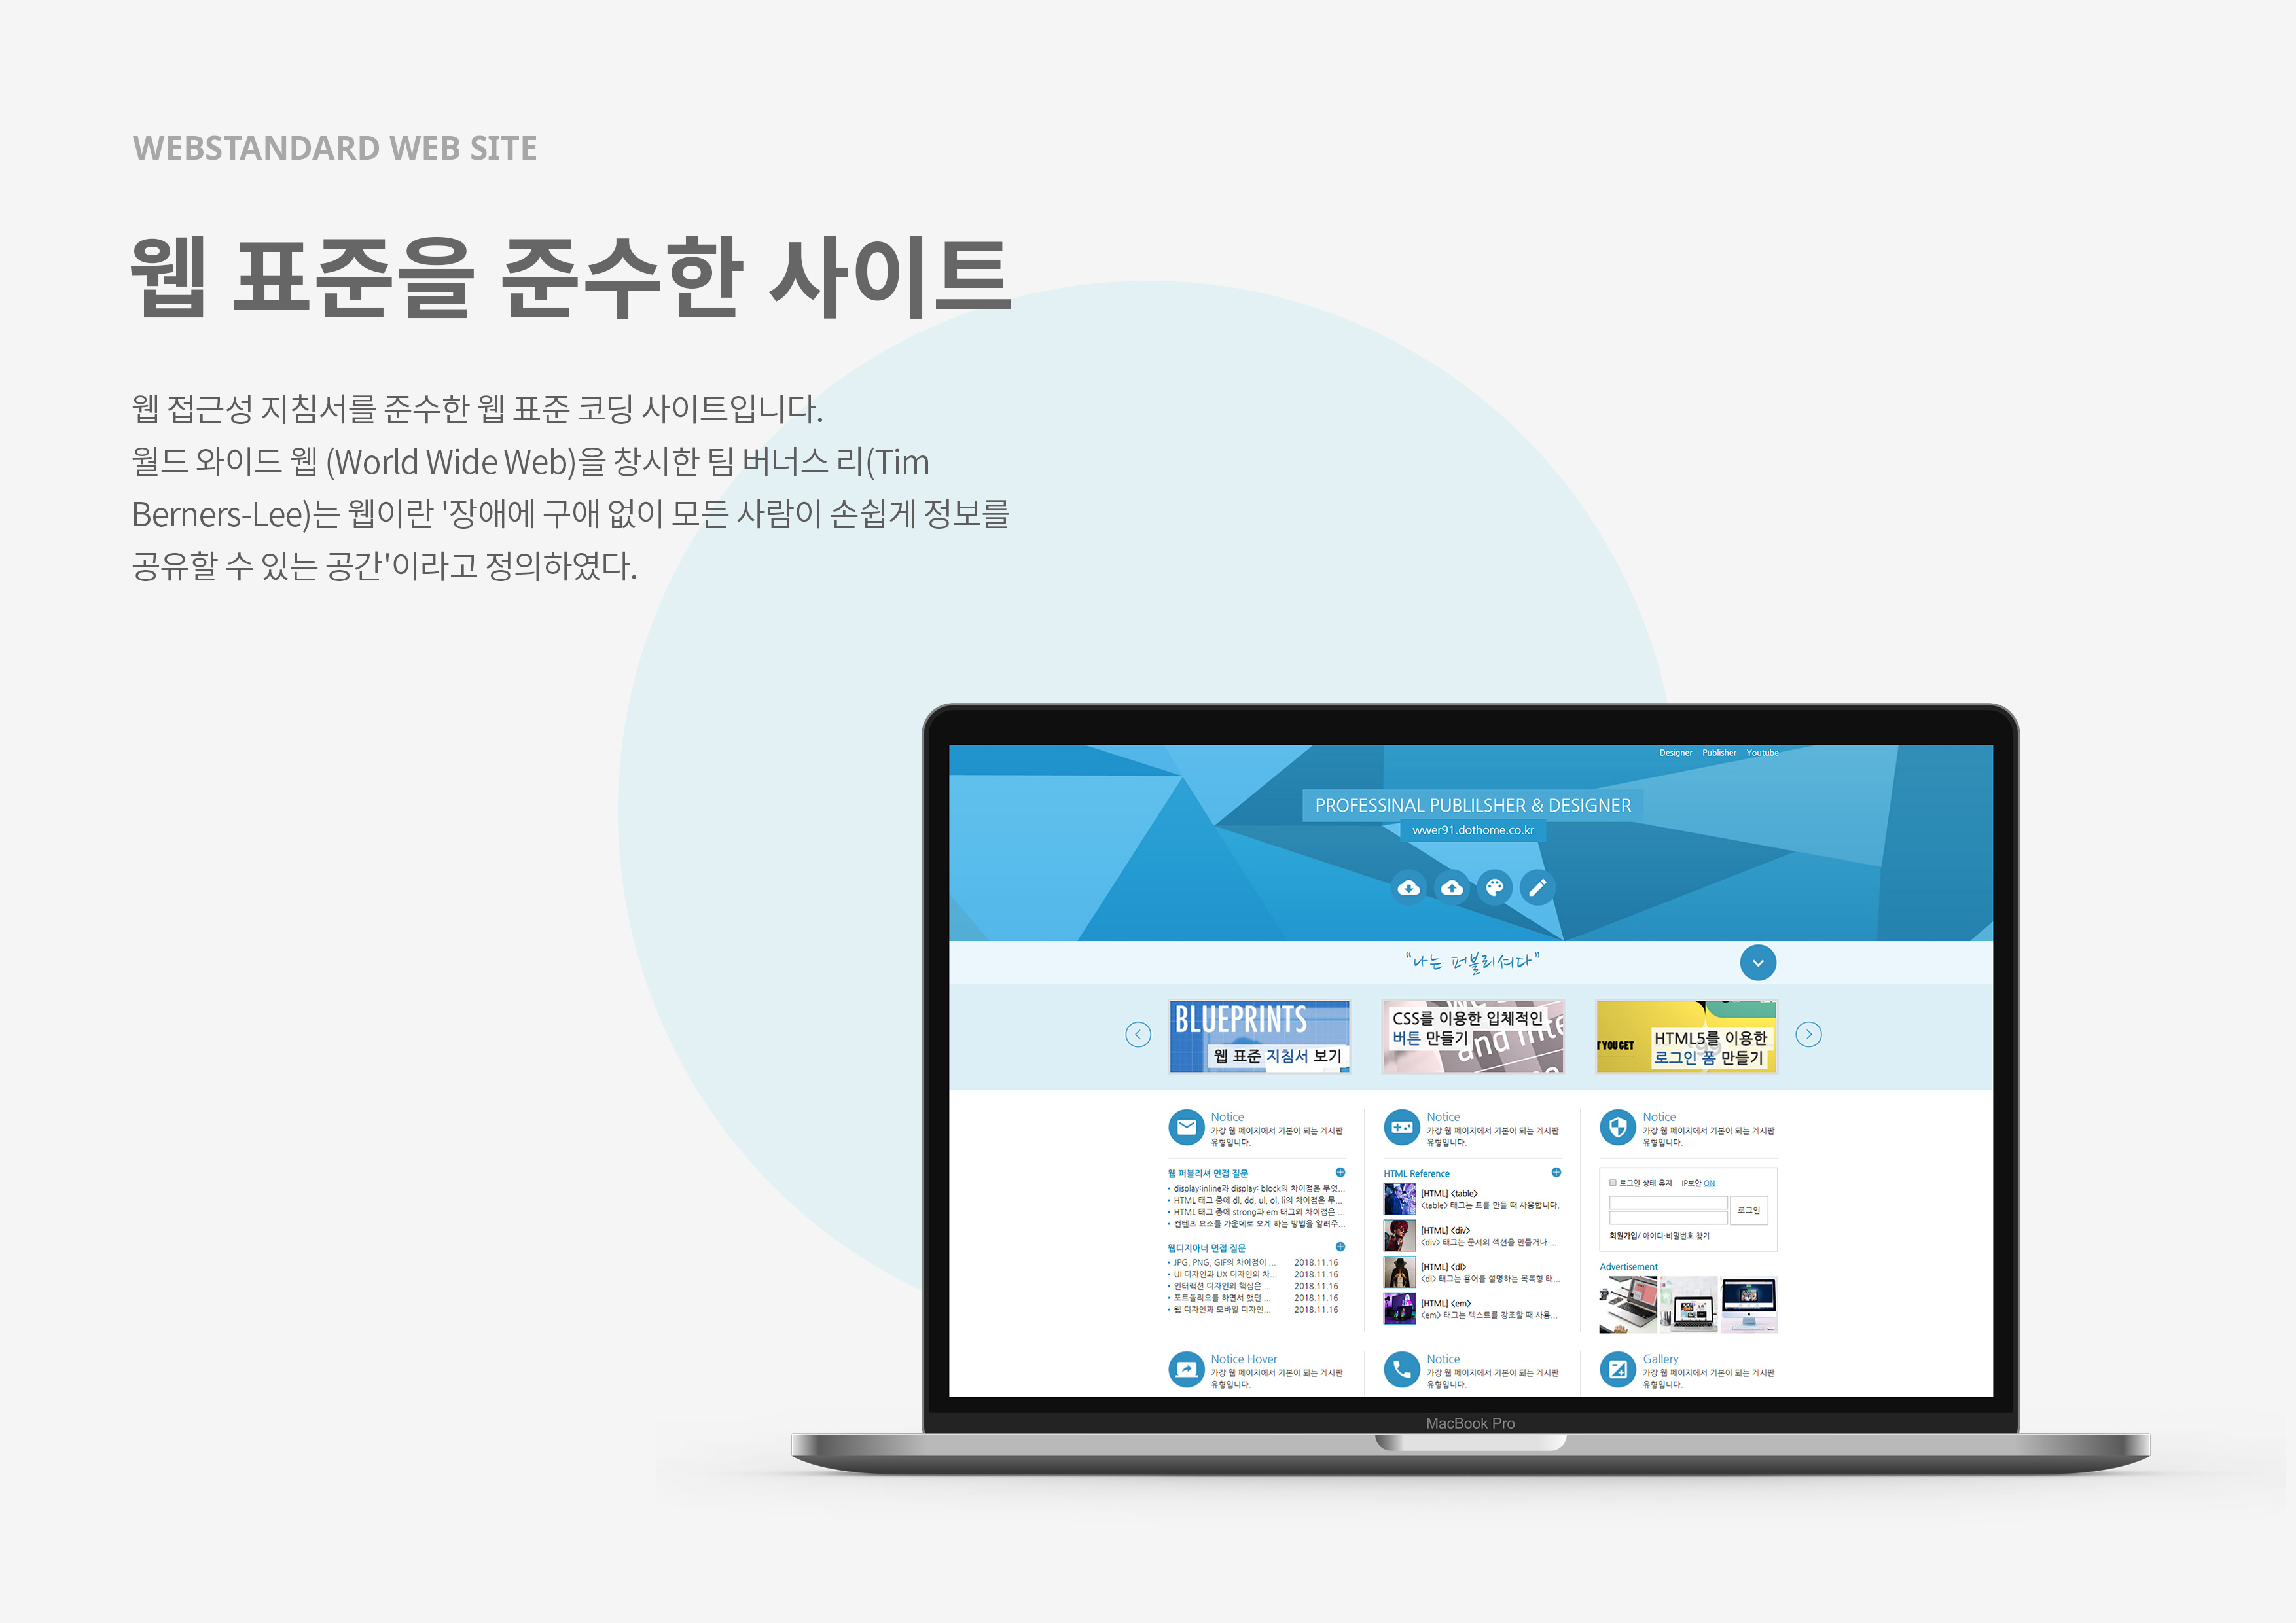 WEBSTANDARD WEB SITE
웹 표준을 준수한 사이트
웹 접근성 지침서를 준수한 웹 표준 코딩 사이트입니다.
월드 와이드 웹 (World Wide Web)을 창시한 팀 버너스 리(Tim
Berners-Lee)는 웹이란 '장애에 구애 없이 모든 사람이 손쉽게 정보를
공유할 수 있는 공간'이라고 정의하였다.
Designer Publisher Youtube
PROFESSINAL PUBLILSHER & DESIGNER
wwer91.dothome.co.kr
“나는 퍼블리셔다”
BLUEPRINTS
웹 표준 지침서 보기
CSS를 이용한 입체적인
버튼 만들기
and inte
T YOU GET
HTML5를 이용한
로그인 폼 만들기
Notice
가장 웹 페이지에서 기본이 되는 게시판
유형입니다.
웹 퍼블리셔 면접 질문
display:inline과 display: block의 차이점은 무엇...
HTML 태그 중에 dl, dd, ul, ol, li의 차이점은 무...
HTML 태그 중에 strong과 em 태그의 차이점은 ...
컨텐츠 요소를 가운데로 오게 하는 방법을 알려주...
웹디지아너 면접 질문
JPG, PNG, GIF의 차이점이 ... 2018.11.16
UI 디자인과 UX 디자인의 차... 2018.11.16
인터랙션 디자인의 핵심은 ... 2018.11.16
포트폴리오를 하면서 했던 ... 2018.11.16
웹 디자인과 모바일 디자인... 2018.11.16
Notice
가장 웹 페이지에서 기본이 되는 게시판
유형입니다.
HTML Reference
[HTML] <table>
<table> 태그는 표를 만들 때 사용합니다.
[HTML] <div>
<div> 태그는 문서의 섹션을 만들거나 ...
[HTML] <dl>
<dl> 태그는 용어를 설명하는 목록형 태...
[HTML] <em>
<em> 태그는 텍스트를 강조할 때 사용...
Notice
가장 웹 페이지에서 기본이 되는 게시판
유형입니다.
로그인 상태 유지 IP보안 ON
로그인
회원가입/ 아이디·비밀번호 찾기
Advertisement
Notice Hover
가장 웹 페이지에서 기본이 되는 게시판
유형입니다.
Notice
가장 웹 페이지에서 기본이 되는 게시판
유형입니다.
Gallery
가장 웹 페이지에서 기본이 되는 게시판
유형입니다.
MacBook Pro